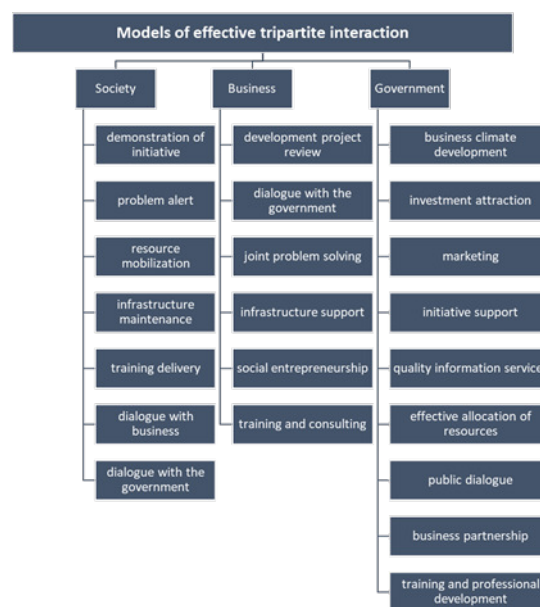 Models of effective tripartite interaction
Society
demonstration of
initiative
problem alert
resource
mobilization
infrastructure
maintenance
training delivery
dialogue with
business
dialogue with the
government
Business
development project
review
dialogue with the
government
joint problem solving
infrastructure support
social entrepreneurship
training and consulting
Government
business climate
development
investment attraction
marketing
initiative support
quality information service
effective allocation of
resources
public dialogue
business partnership
training and professional
development